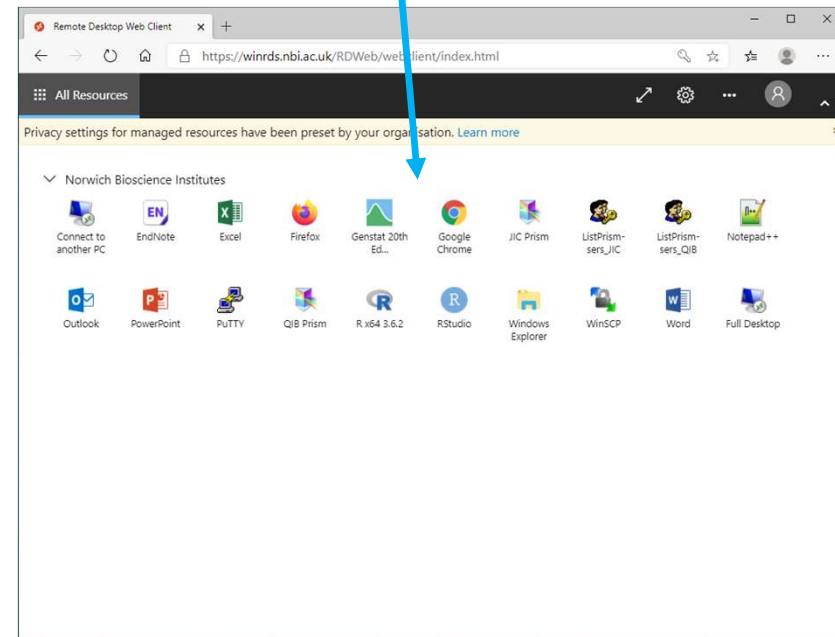 Remote Desktop Web Client
https://winrds.nbi.ac.uk/RDWeb/webclient/index.html
All Resources
Privacy settings for managed resources have been preset by your organisation. Learn more
Norwich Bioscience Institutes
Connect to another PC
EndNote
Excel
Firefox
Genstat 20th Ed...
Google Chrome
JIC Prism
ListPrism-sers_JIC
ListPrism-sers_QIB
Notepad++
Outlook
PowerPoint
PuTTY
QIB Prism
R x64 3.6.2
RStudio
Windows Explorer
WinSCP
Word
Full Desktop